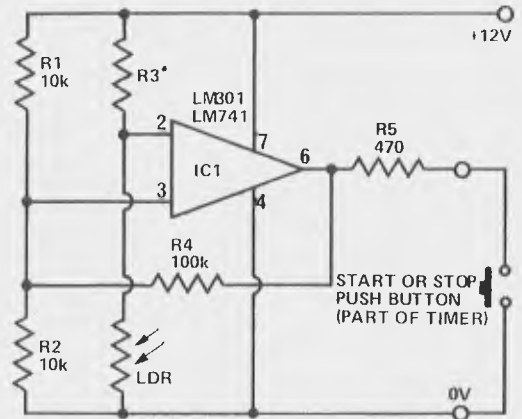 +12V
R1
10k
R3*
LM301
LM741
2
7
R5
470
6
IC1
3
4
R4
100k
START OR STOP
PUSH BUTTON
(PART OF TIMER)
R2
10k
LDR
0V